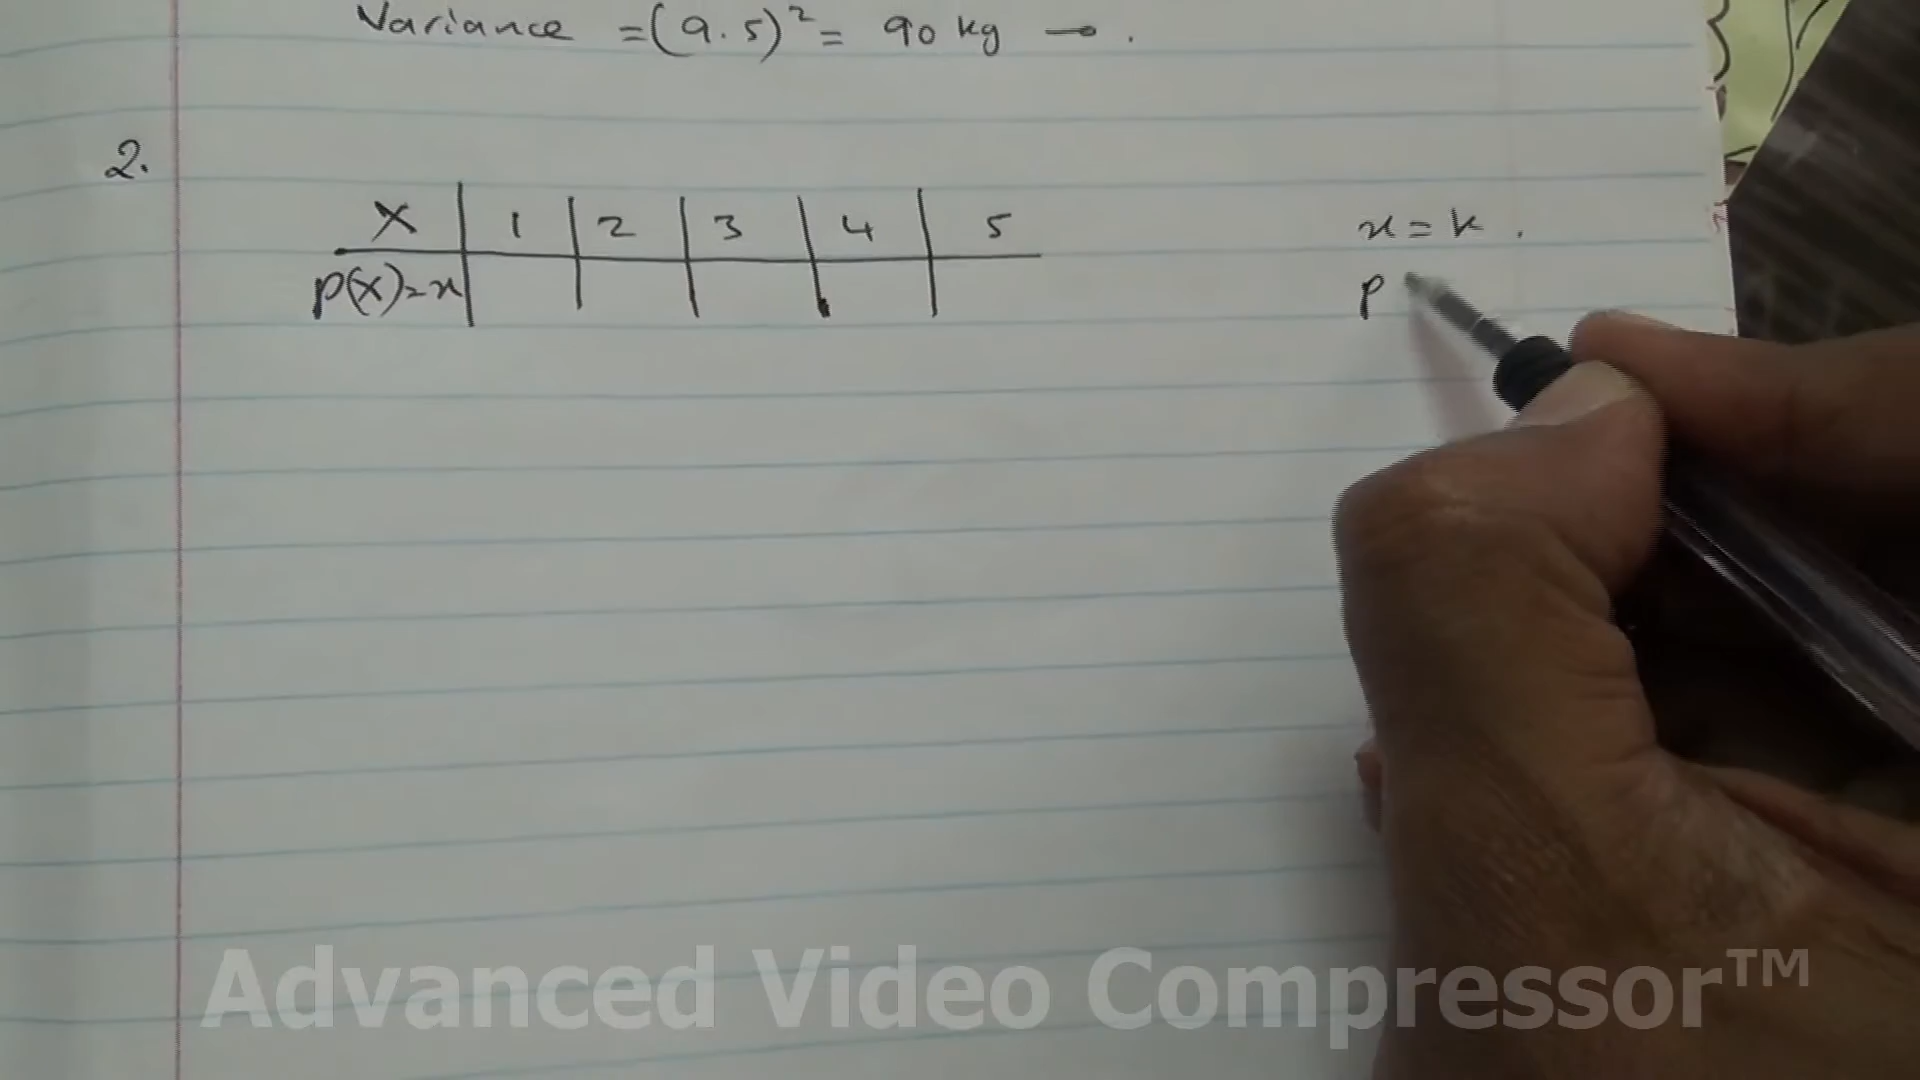 Variance = (9.5)² = 90 kg
2.
X 1 2 3 4 5
P(X)=x
x = k .
P
Advanced Video Compressor™